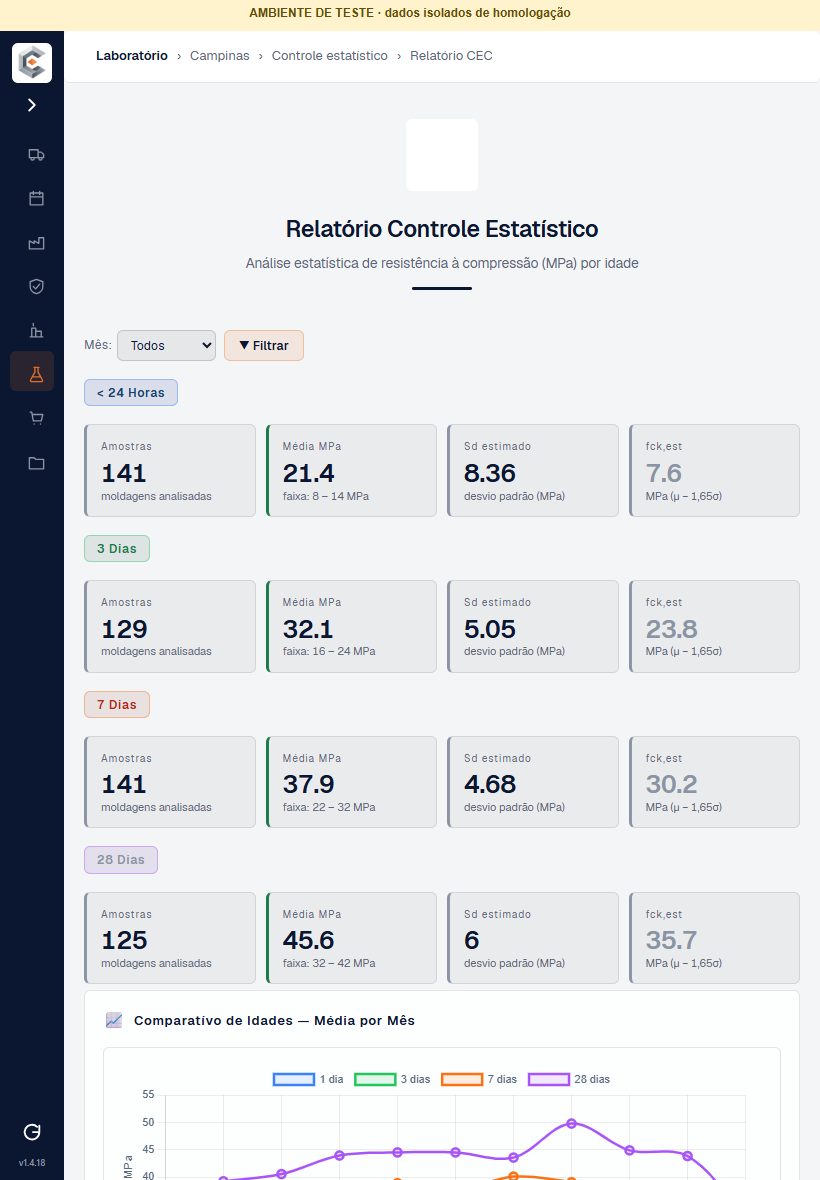 AMBIENTE DE TESTE · dados isolados de homologação
Laboratório › Campinas › Controle estatístico › Relatório CEC
Relatório Controle Estatístico
Análise estatística de resistência à compressão (MPa) por idade
Mês: Todos ▼ Filtrar
< 24 Horas
Amostras Média MPa Sd estimado fck,est
141 21.4 8.36 7.6
moldagens analisadas faixa: 8 – 14 MPa desvio padrão (MPa) MPa (μ – 1,65σ)
3 Dias
Amostras Média MPa Sd estimado fck,est
129 32.1 5.05 23.8
moldagens analisadas faixa: 16 – 24 MPa desvio padrão (MPa) MPa (μ – 1,65σ)
7 Dias
Amostras Média MPa Sd estimado fck,est
141 37.9 4.68 30.2
moldagens analisadas faixa: 22 – 32 MPa desvio padrão (MPa) MPa (μ – 1,65σ)
28 Dias
Amostras Média MPa Sd estimado fck,est
125 45.6 6 35.7
moldagens analisadas faixa: 32 – 42 MPa desvio padrão (MPa) MPa (μ – 1,65σ)
Comparatívo de Idades — Média por Mês
1 dia 3 dias 7 dias 28 dias
55
50
45
40
MPa
v1.4.18